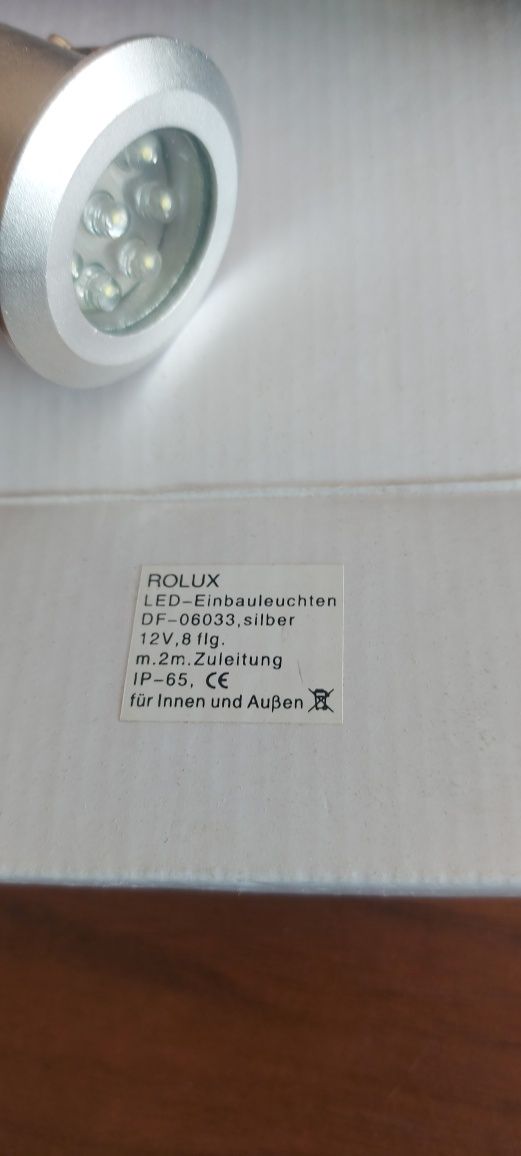 ROLUX
LED-Einbauleuchten
DF-06033,silber
12V,8 flg.
m.2m.Zuleitung
IP-65, CE
für Innen und Außen